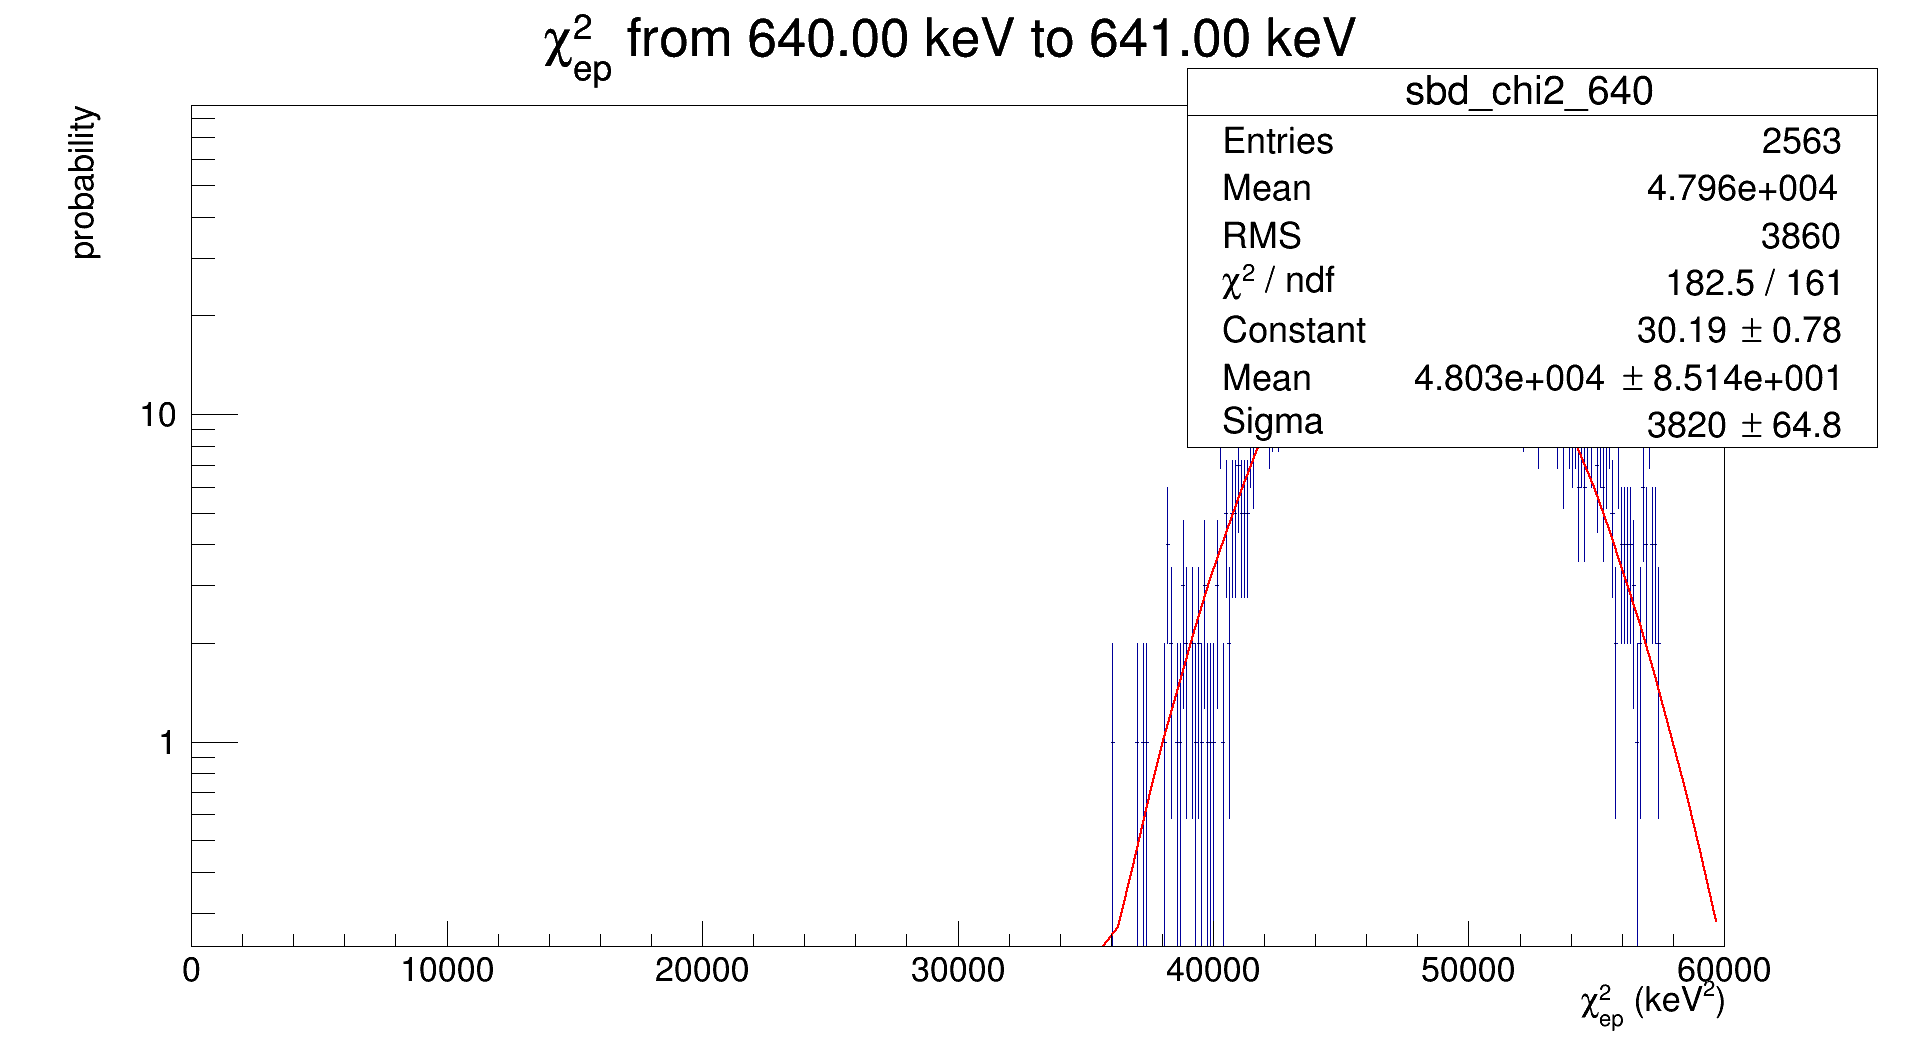 χ²ep from 640.00 keV to 641.00 keV
probability
sbd_chi2_640
Entries 2563
Mean 4.796e+004
RMS 3860
χ² / ndf 182.5 / 161
Constant 30.19 ± 0.78
Mean 4.803e+004 ± 8.514e+001
Sigma 3820 ± 64.8
10
1
0 10000 20000 30000 40000 50000 60000
χ²ep (keV²)